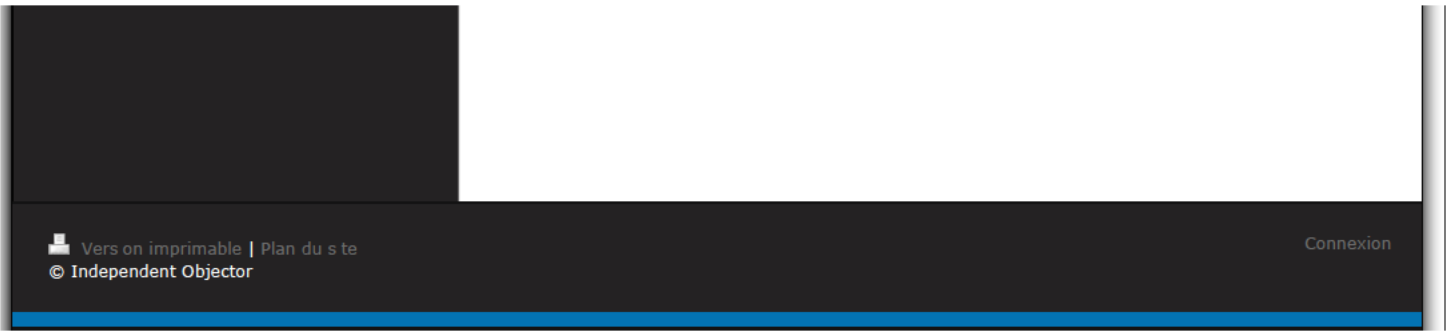 Vers on imprimable | Plan du s te
© Independent Objector
Connexion